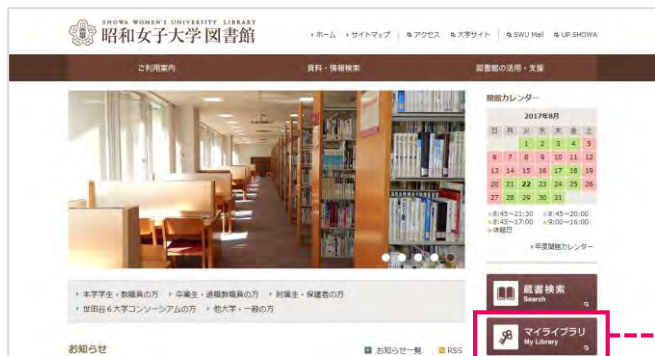 SHOWA WOMEN'S UNIVERSITY LIBRARY
昭和女子大学図書館
ホーム サイトマップ アクセス 大学サイト SWU Mail UP SHOWA
ご利用案内 資料・情報検索 図書館の活用・支援
開館カレンダー
2017年8月
日 月 火 水 木 金 土
1 2 3 4 5
6 7 8 9 10 11 12
13 14 15 16 17 18 19
20 21 22 23 24 25 26
27 28 29 30 31
8:45~21:30 8:45~20:00
8:45~17:00 9:00~16:00
休館日
年度開館カレンダー
本学学生・教職員の方 卒業生・退職教職員の方 附属生・保護者の方
世田谷6大学コンソーシアムの方 他大学・一般の方
蔵書検索
Search
マイライブラリ
My Library
お知らせ お知らせ一覧 RSS